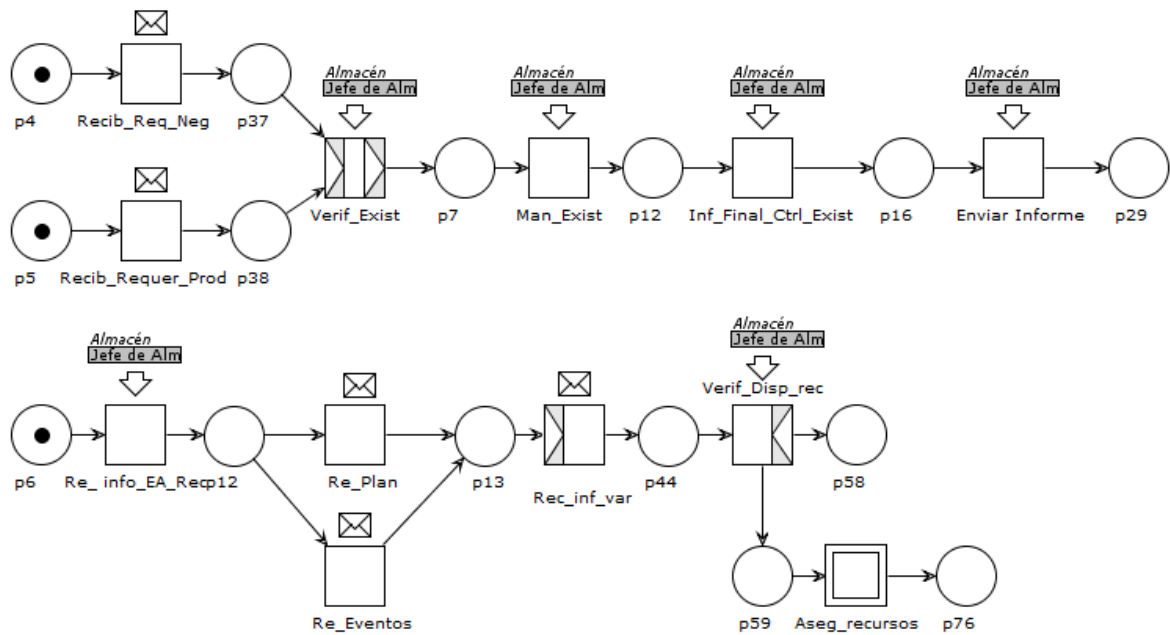 Almacén
Jefe de Alm
Almacén
Jefe de Alm
Almacén
Jefe de Alm
Almacén
Jefe de Alm
p4
Recib_Req_Neg
p37
Verif_Exist
p7
Man_Exist
p12
Inf_Final_Ctrl_Exist
p16
Enviar Informe
p29
p5
Recib_Requer_Prod
p38
Almacén
Jefe de Alm
Almacén
Jefe de Alm
Verif_Disp_rec
p6
Re_ info_EA_Rec
p12
Re_Plan
p13
Rec_inf_var
p44
p58
Re_Eventos
p59
Aseg_recursos
p76